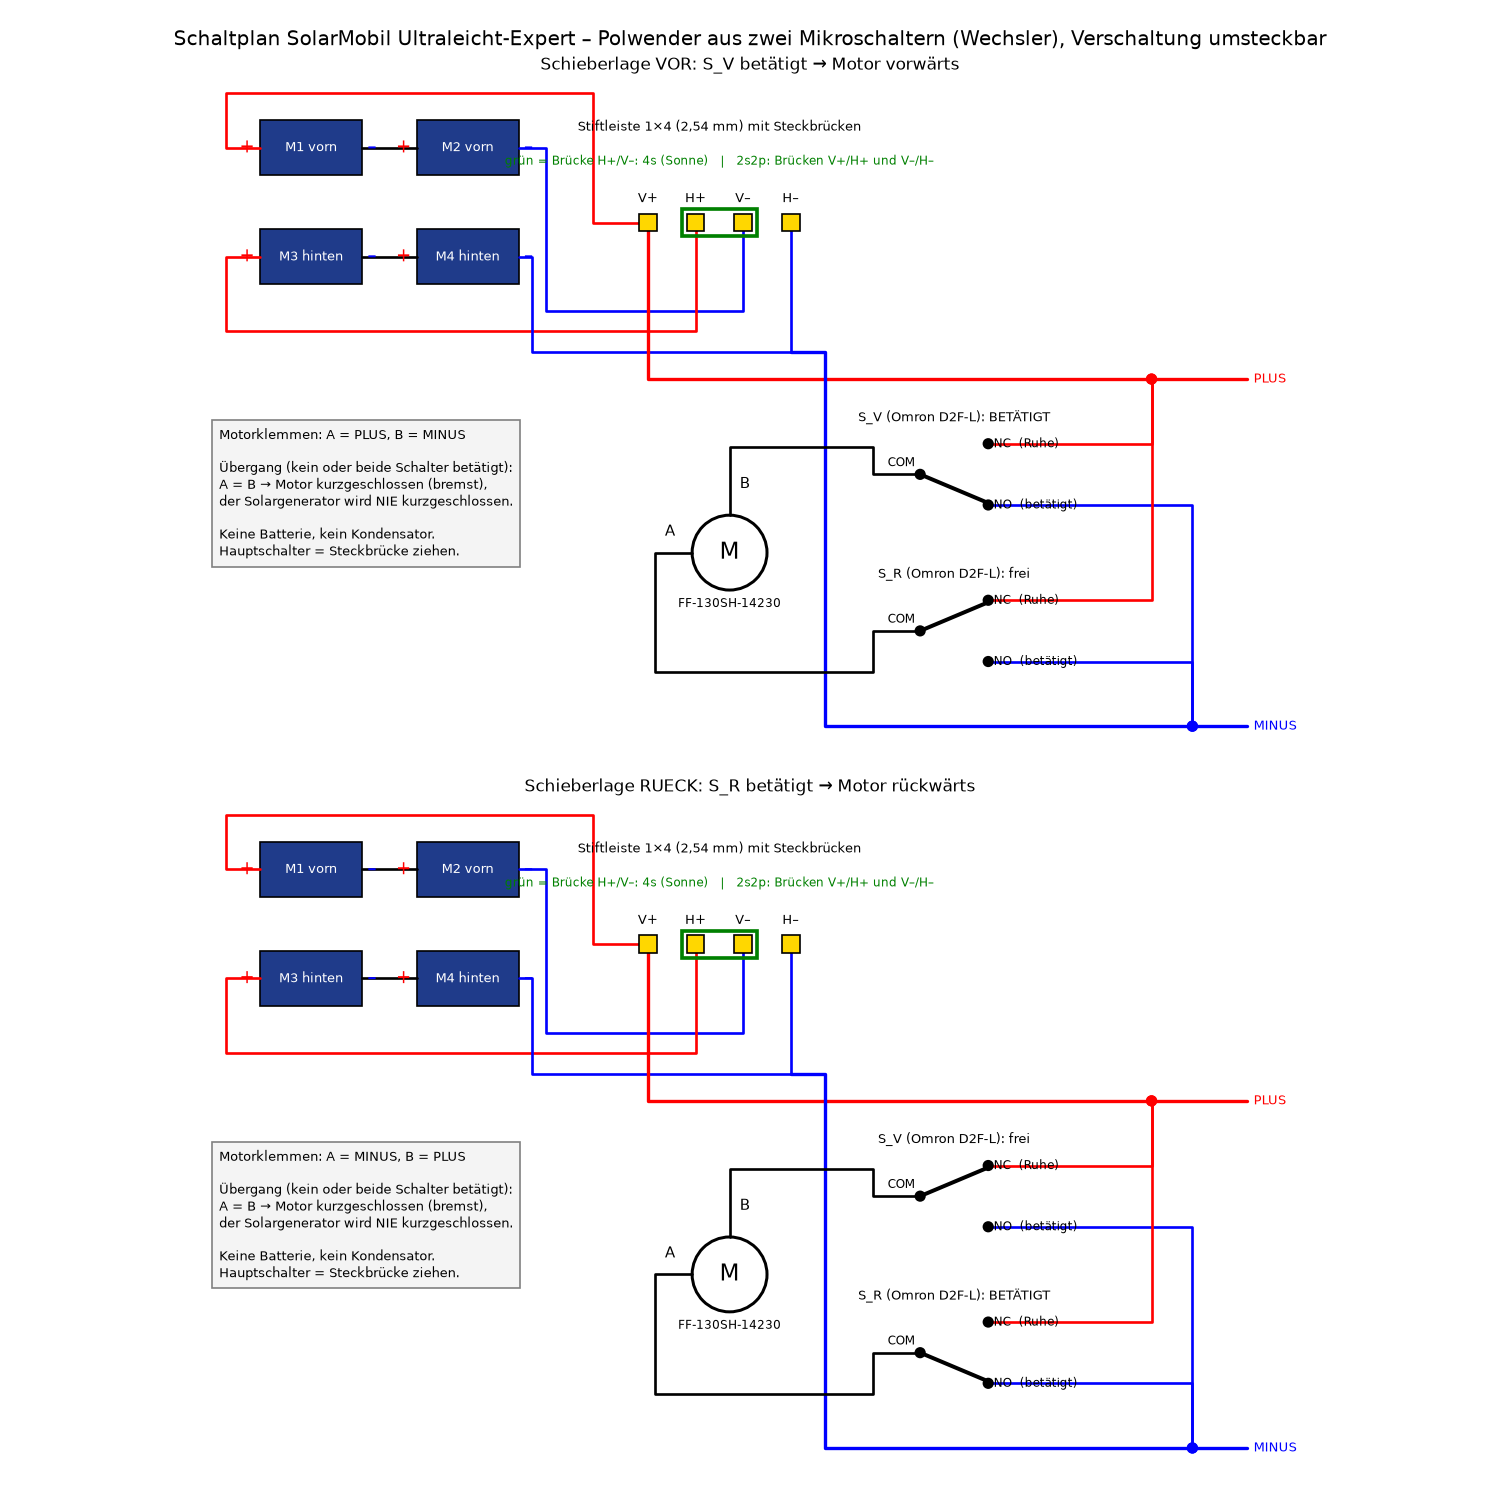 Schaltplan SolarMobil Ultraleicht-Expert – Polwender aus zwei Mikroschaltern (Wechsler), Verschaltung umsteckbar
Schieberlage VOR: S_V betätigt → Motor vorwärts
Stiftleiste 1×4 (2,54 mm) mit Steckbrücken
+ M1 vorn – + M2 vorn –
grün = Brücke H+/V–: 4s (Sonne) | 2s2p: Brücken V+/H+ und V–/H–
V+ H+ V– H–
+ M3 hinten – + M4 hinten –
PLUS
S_V (Omron D2F-L): BETÄTIGT
Motorklemmen: A = PLUS, B = MINUS
NC (Ruhe)
COM
Übergang (kein oder beide Schalter betätigt):
A = B → Motor kurzgeschlossen (bremst),
der Solargenerator wird NIE kurzgeschlossen.
B
NO (betätigt)
Keine Batterie, kein Kondensator.
Hauptschalter = Steckbrücke ziehen.
A
M
S_R (Omron D2F-L): frei
FF-130SH-14230
NC (Ruhe)
COM
NO (betätigt)
MINUS
Schieberlage RUECK: S_R betätigt → Motor rückwärts
Stiftleiste 1×4 (2,54 mm) mit Steckbrücken
+ M1 vorn – + M2 vorn –
grün = Brücke H+/V–: 4s (Sonne) | 2s2p: Brücken V+/H+ und V–/H–
V+ H+ V– H–
+ M3 hinten – + M4 hinten –
PLUS
S_V (Omron D2F-L): frei
Motorklemmen: A = MINUS, B = PLUS
NC (Ruhe)
COM
Übergang (kein oder beide Schalter betätigt):
A = B → Motor kurzgeschlossen (bremst),
der Solargenerator wird NIE kurzgeschlossen.
B
NO (betätigt)
Keine Batterie, kein Kondensator.
Hauptschalter = Steckbrücke ziehen.
A
M
S_R (Omron D2F-L): BETÄTIGT
FF-130SH-14230
NC (Ruhe)
COM
NO (betätigt)
MINUS